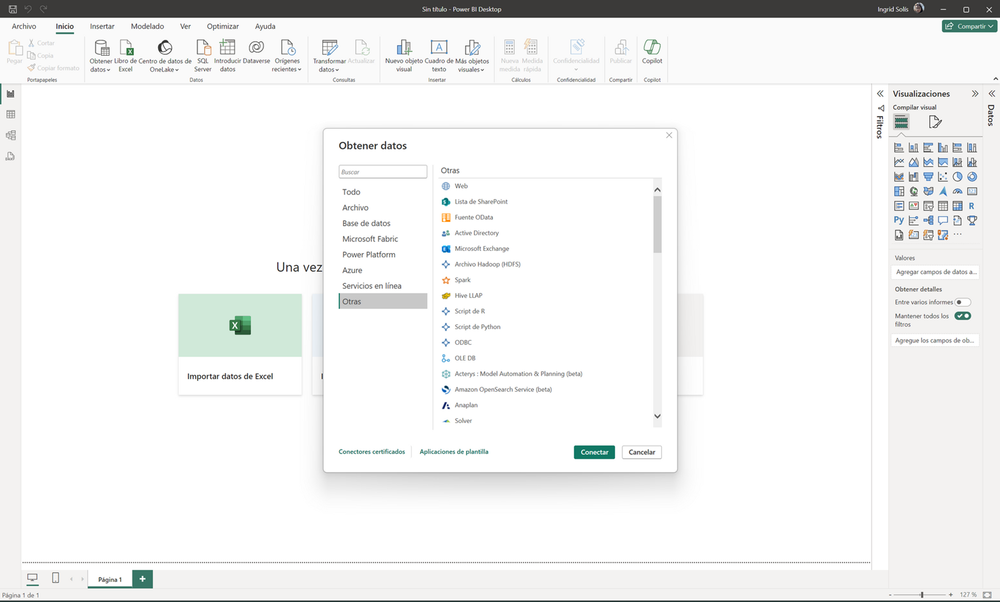 Sin título - Power BI Desktop
Ingrid Solís
Archivo
Inicio
Insertar
Modelado
Ver
Optimizar
Ayuda
Compartir
Pegar
Cortar
Copia
Copiar formato
Portapapeles
Obtener datos
Libro de Excel
Centro de datos de OneLake
SQL Server
Introducir datos
Dataverse
Orígenes recientes
Datos
Transformar datos
Actualizar
Consultas
Nuevo objeto visual
Cuadro de texto
Más objetos visuales
Insertar
Nueva medida
Medida rápida
Cálculos
Confidencialidad
Confidencialidad
Publicar
Compartir
Copilot
Copilot
Una vez
Importar datos de Excel
Obtener datos
Buscar
Todo
Archivo
Base de datos
Microsoft Fabric
Power Platform
Azure
Servicios en línea
Otras
Otras
Web
Lista de SharePoint
Fuente OData
Active Directory
Microsoft Exchange
Archivo Hadoop (HDFS)
Spark
Hive LLAP
Script de R
Script de Python
ODBC
OLE DB
Acterys : Model Automation & Planning (beta)
Amazon OpenSearch Service (beta)
Anaplan
Solver
Conectores certificados
Aplicaciones de plantilla
Conectar
Cancelar
Filtros
Visualizaciones
Compilar visual
R
Py
Valores
Agregar campos de datos a...
Obtener detalles
Entre varios informes
Mantener todos los
filtros
Agregue los campos de ob...
Datos
Página 1
Página 1 de 1
- + 127 %